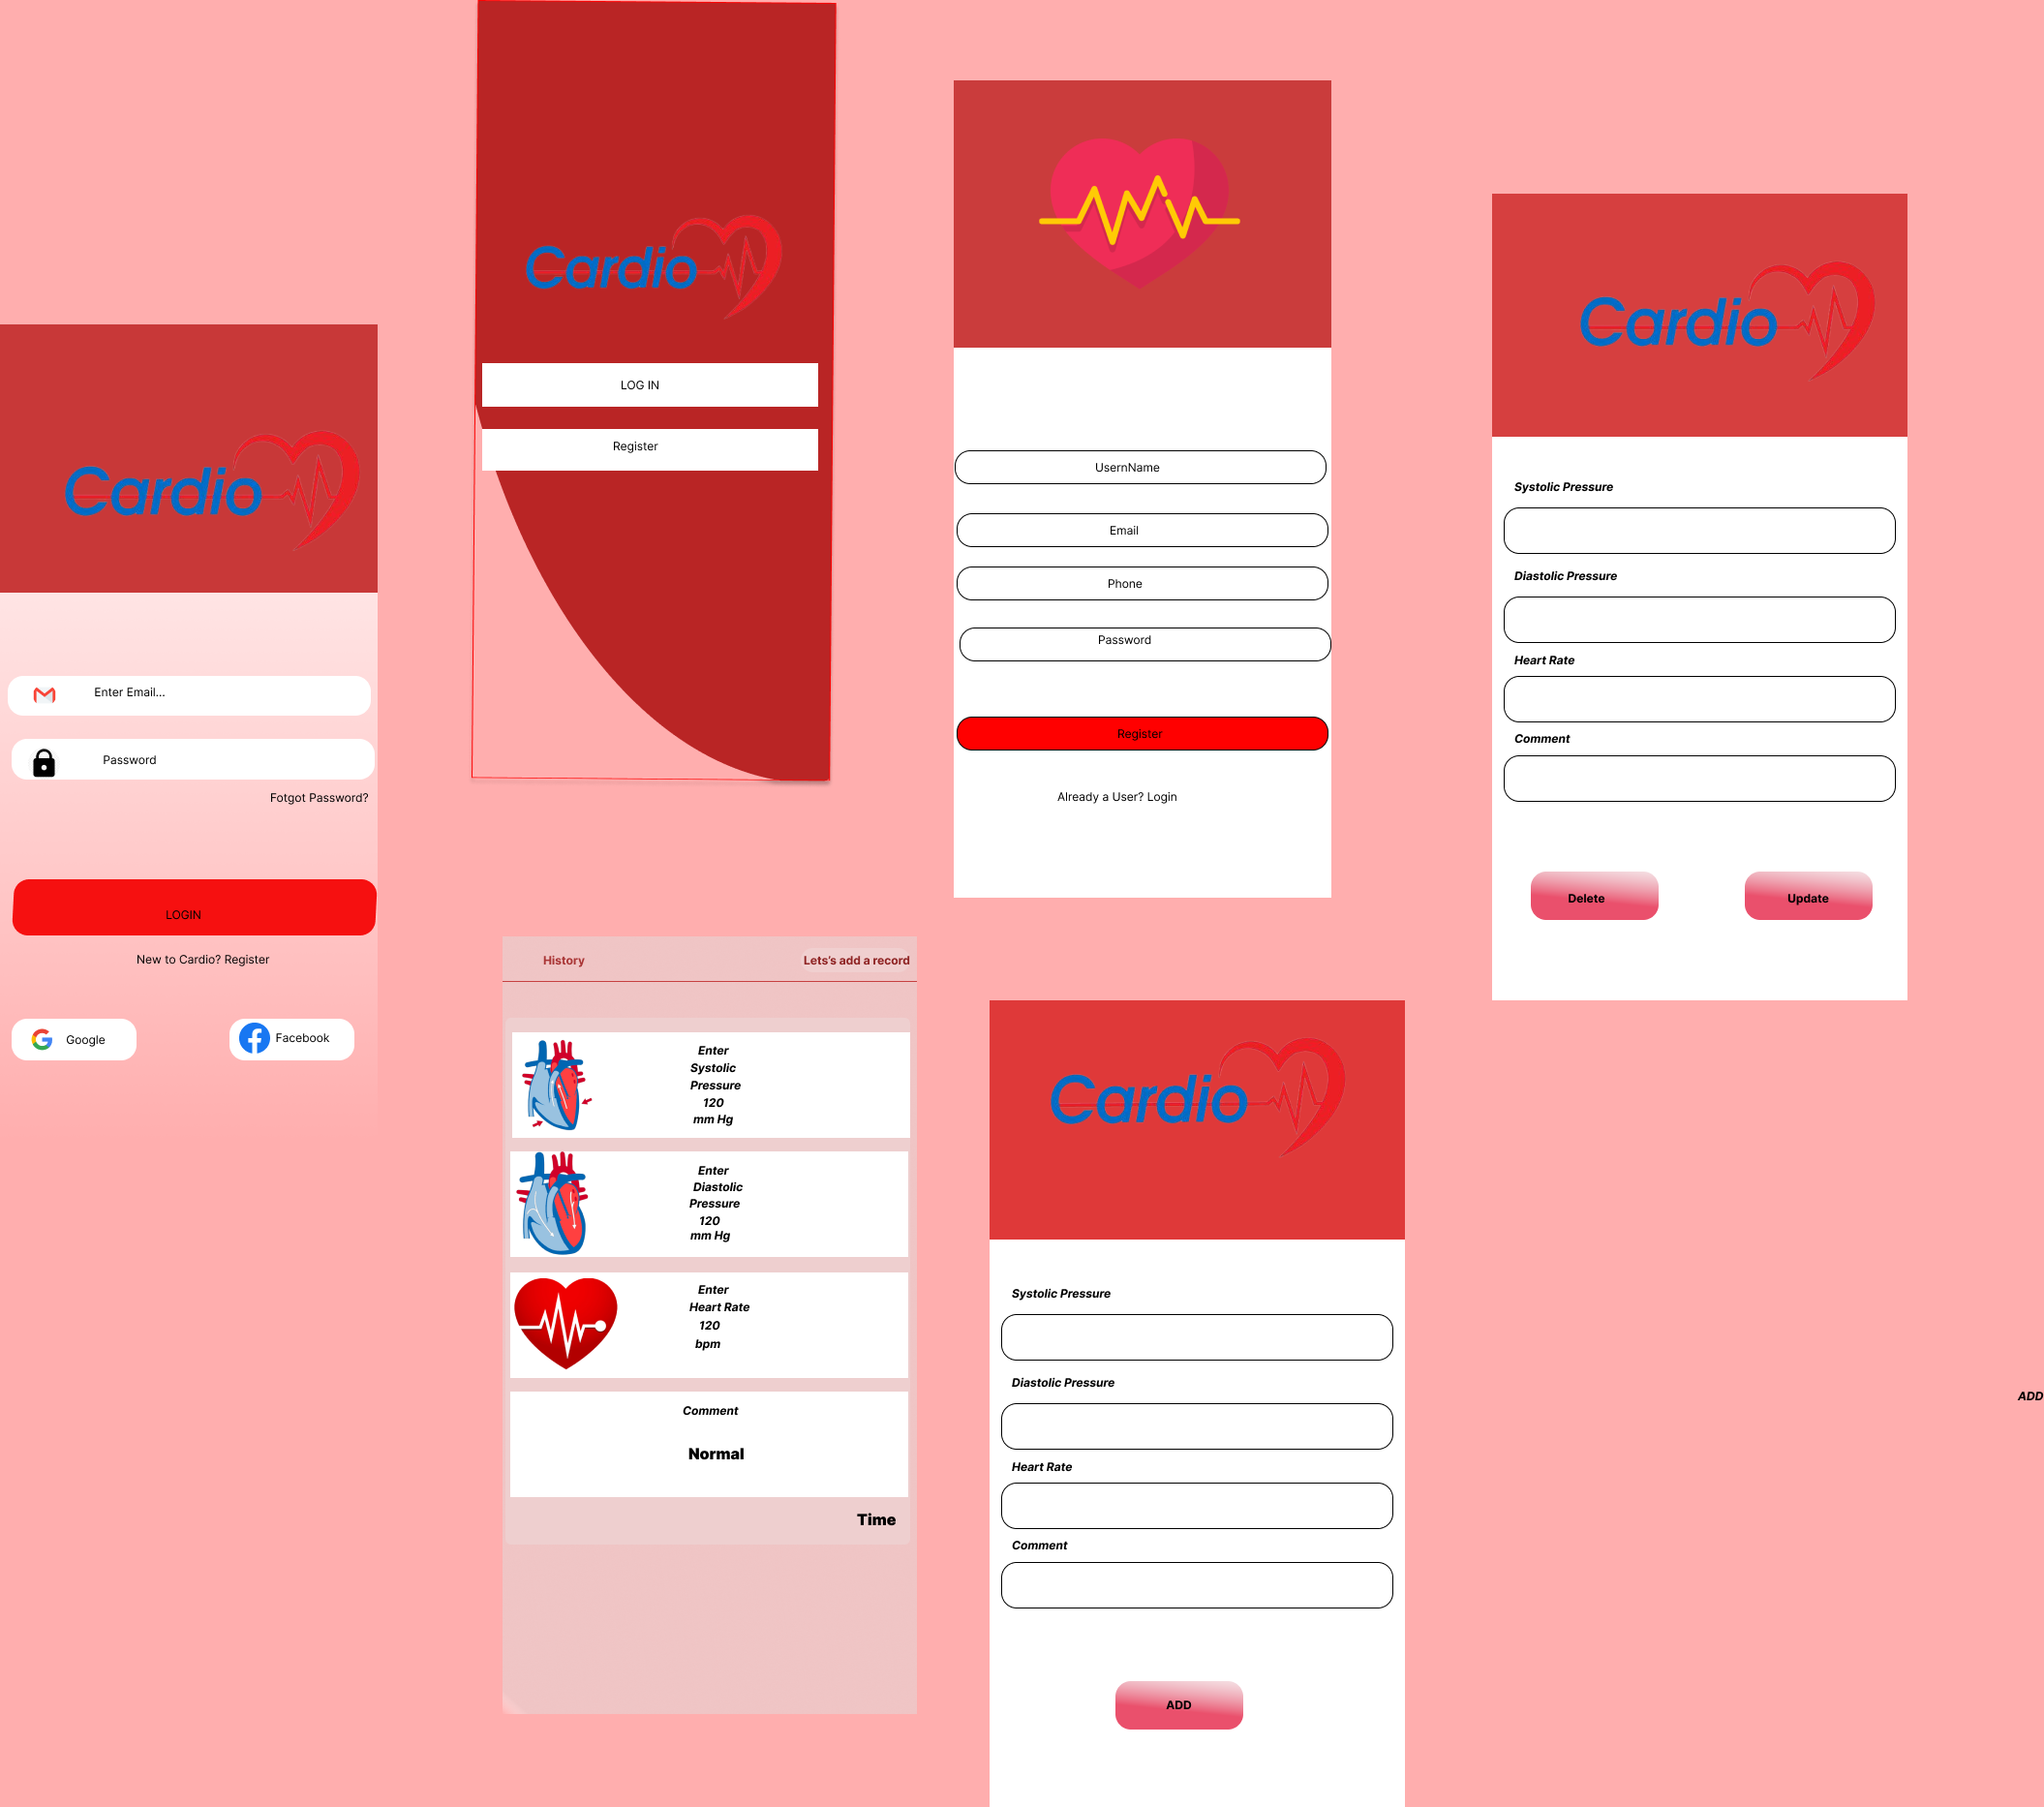 Cardio
Enter Email...
Password
Fotgot Password?
LOGIN
New to Cardio? Register
Google
Facebook
Cardio
LOG IN
Register
UsernName
Email
Phone
Password
Register
Already a User? Login
Cardio
Systolic Pressure
Diastolic Pressure
Heart Rate
Comment
Delete
Update
History
Lets's add a record
Enter
Systolic
Pressure
120
mm Hg
Enter
Diastolic
Pressure
120
mm Hg
Enter
Heart Rate
120
bpm
Comment
Normal
Time
Cardio
Systolic Pressure
Diastolic Pressure
Heart Rate
Comment
ADD
ADD